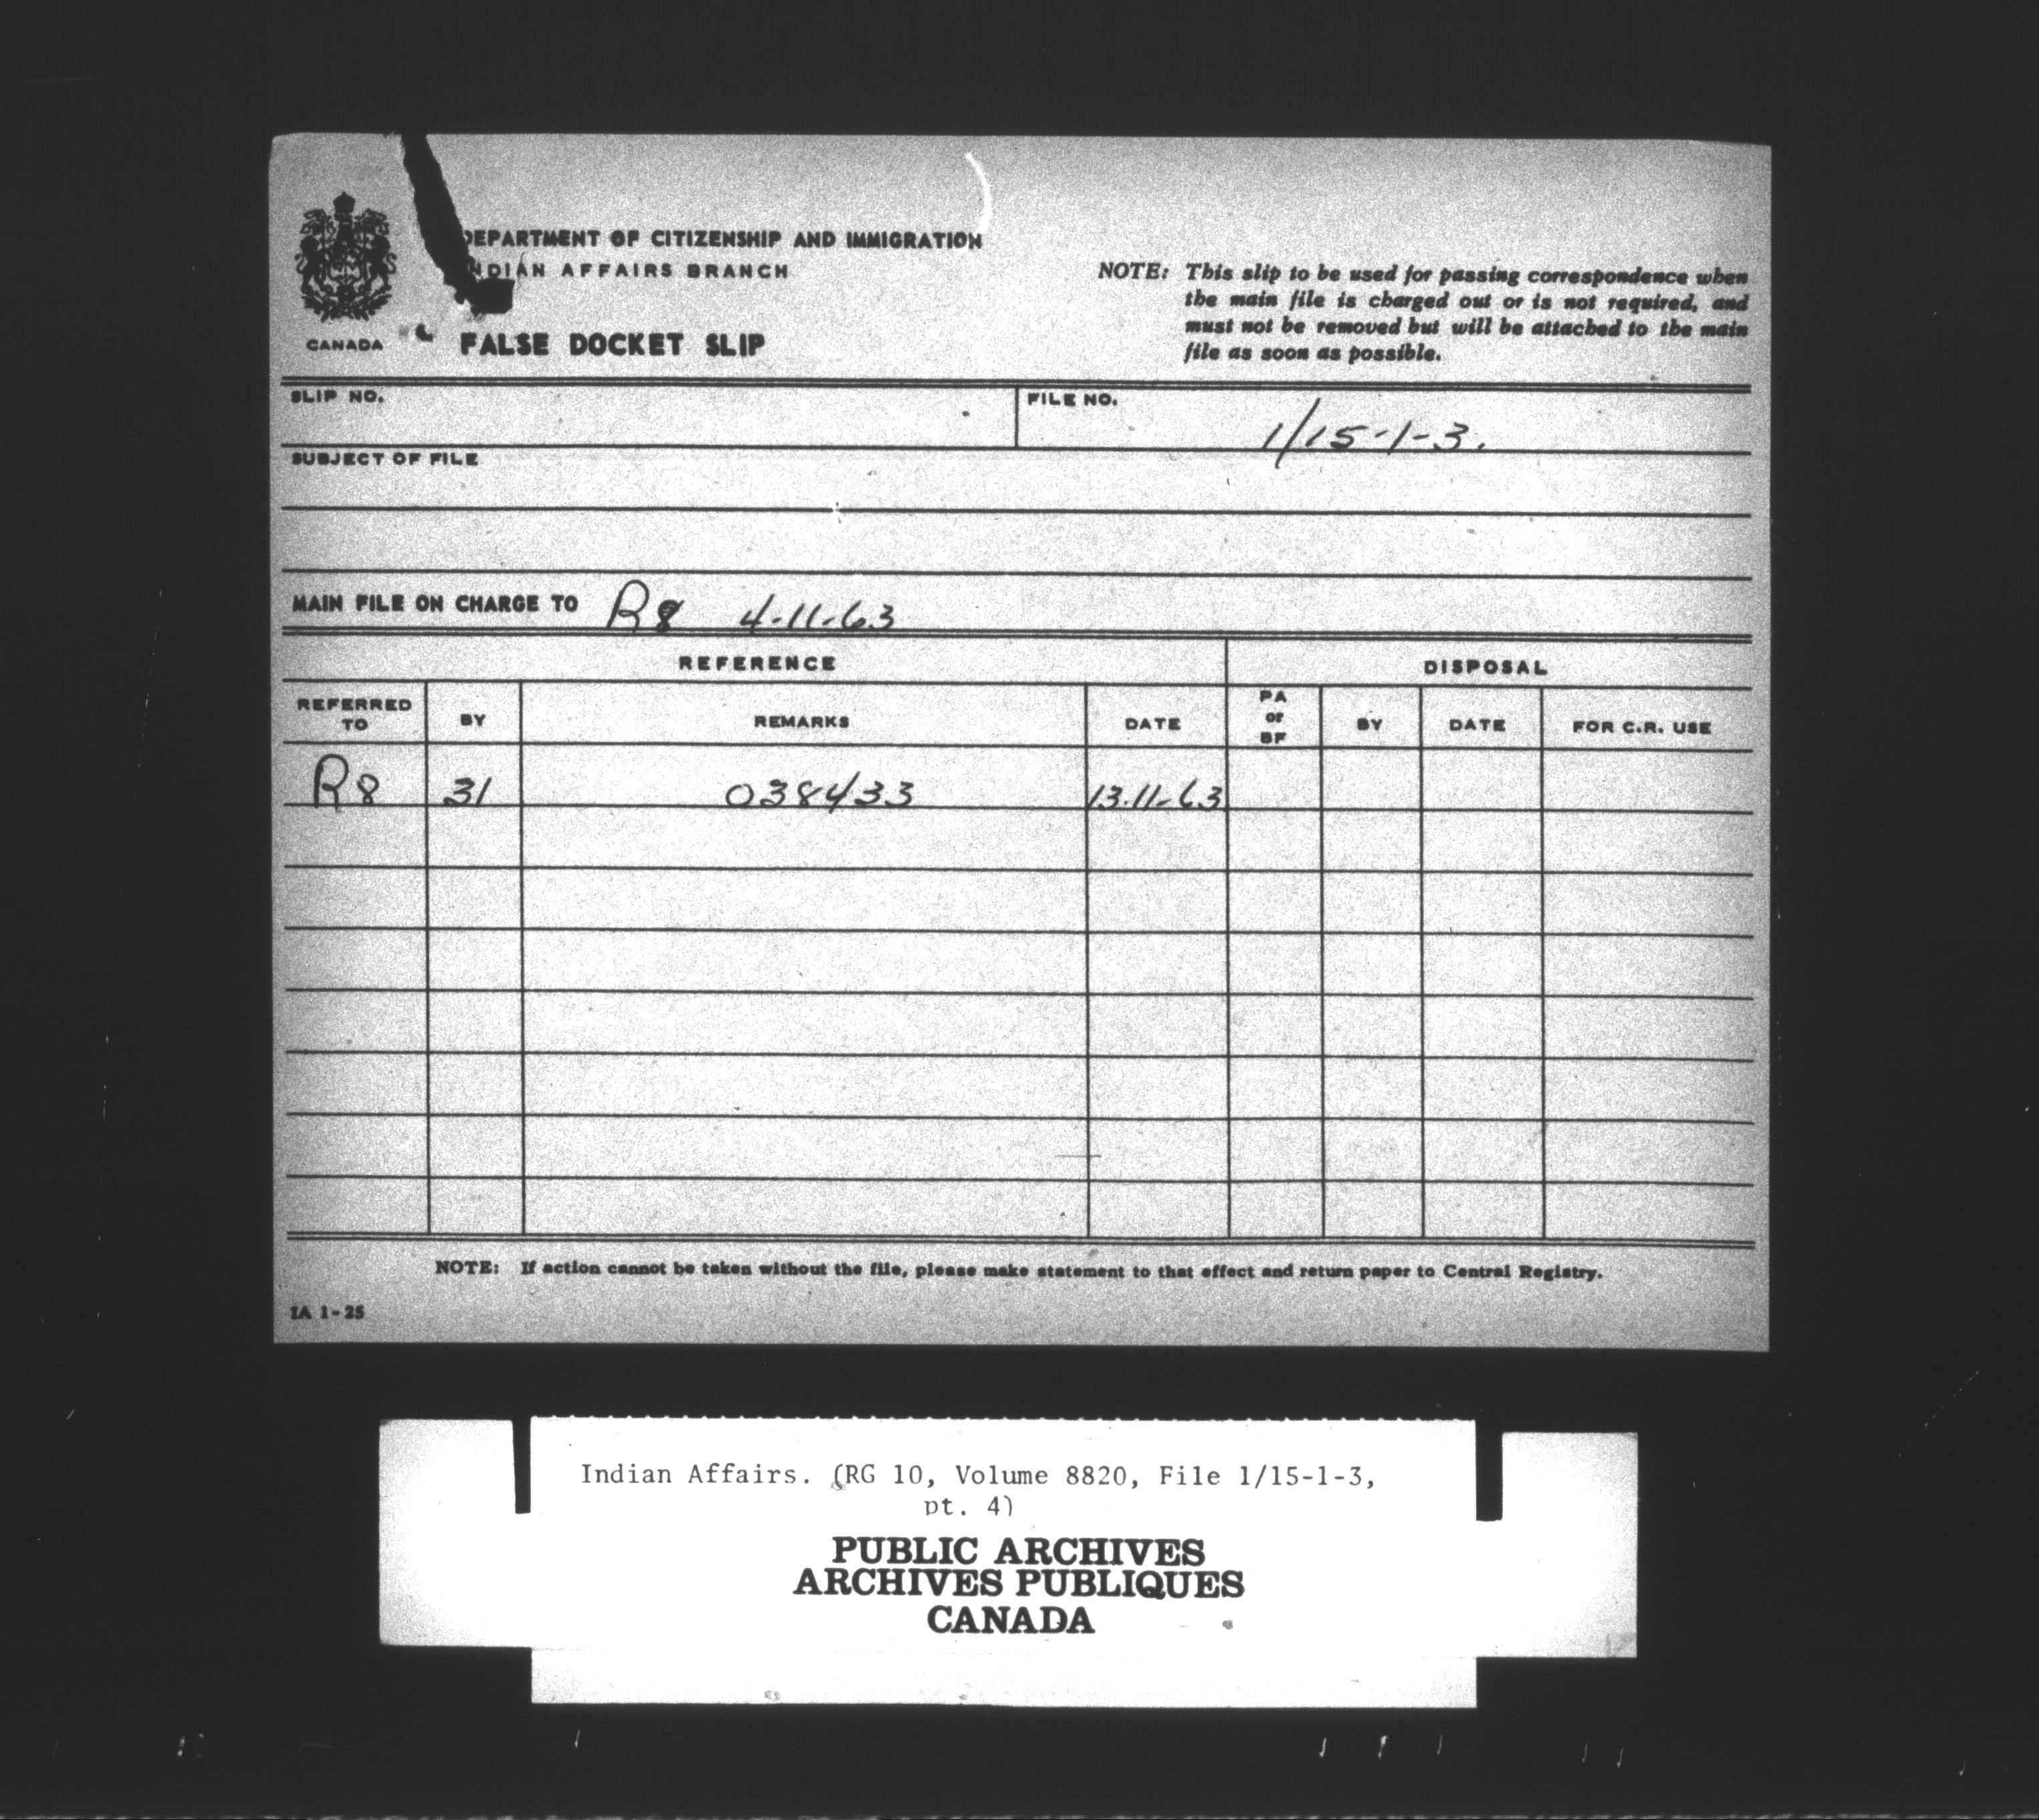 DEPARTMENT OF CITIZENSHIP AND IMMIGRATION
INDIAN AFFAIRS BRANCH
CANADA
FALSE DOCKET SLIP
NOTE: This slip to be used for passing correspondence when
the main file is charged out or is not required, and
must not be removed but will be attached to the main
file as soon as possible.
SLIP NO.
FILE NO. 1/15-1-3.
SUBJECT OF FILE
MAIN FILE ON CHARGE TO R8 4-11-63
REFERENCE DISPOSAL
REFERRED TO BY REMARKS DATE PA or BF BY DATE FOR C.R. USE
R8 31 038433 13.11-63
NOTE: If action cannot be taken without the file, please make statement to that effect and return paper to Central Registry.
IA 1-25
Indian Affairs. (RG 10, Volume 8820, File 1/15-1-3,
pt. 4)
PUBLIC ARCHIVES
ARCHIVES PUBLIQUES
CANADA